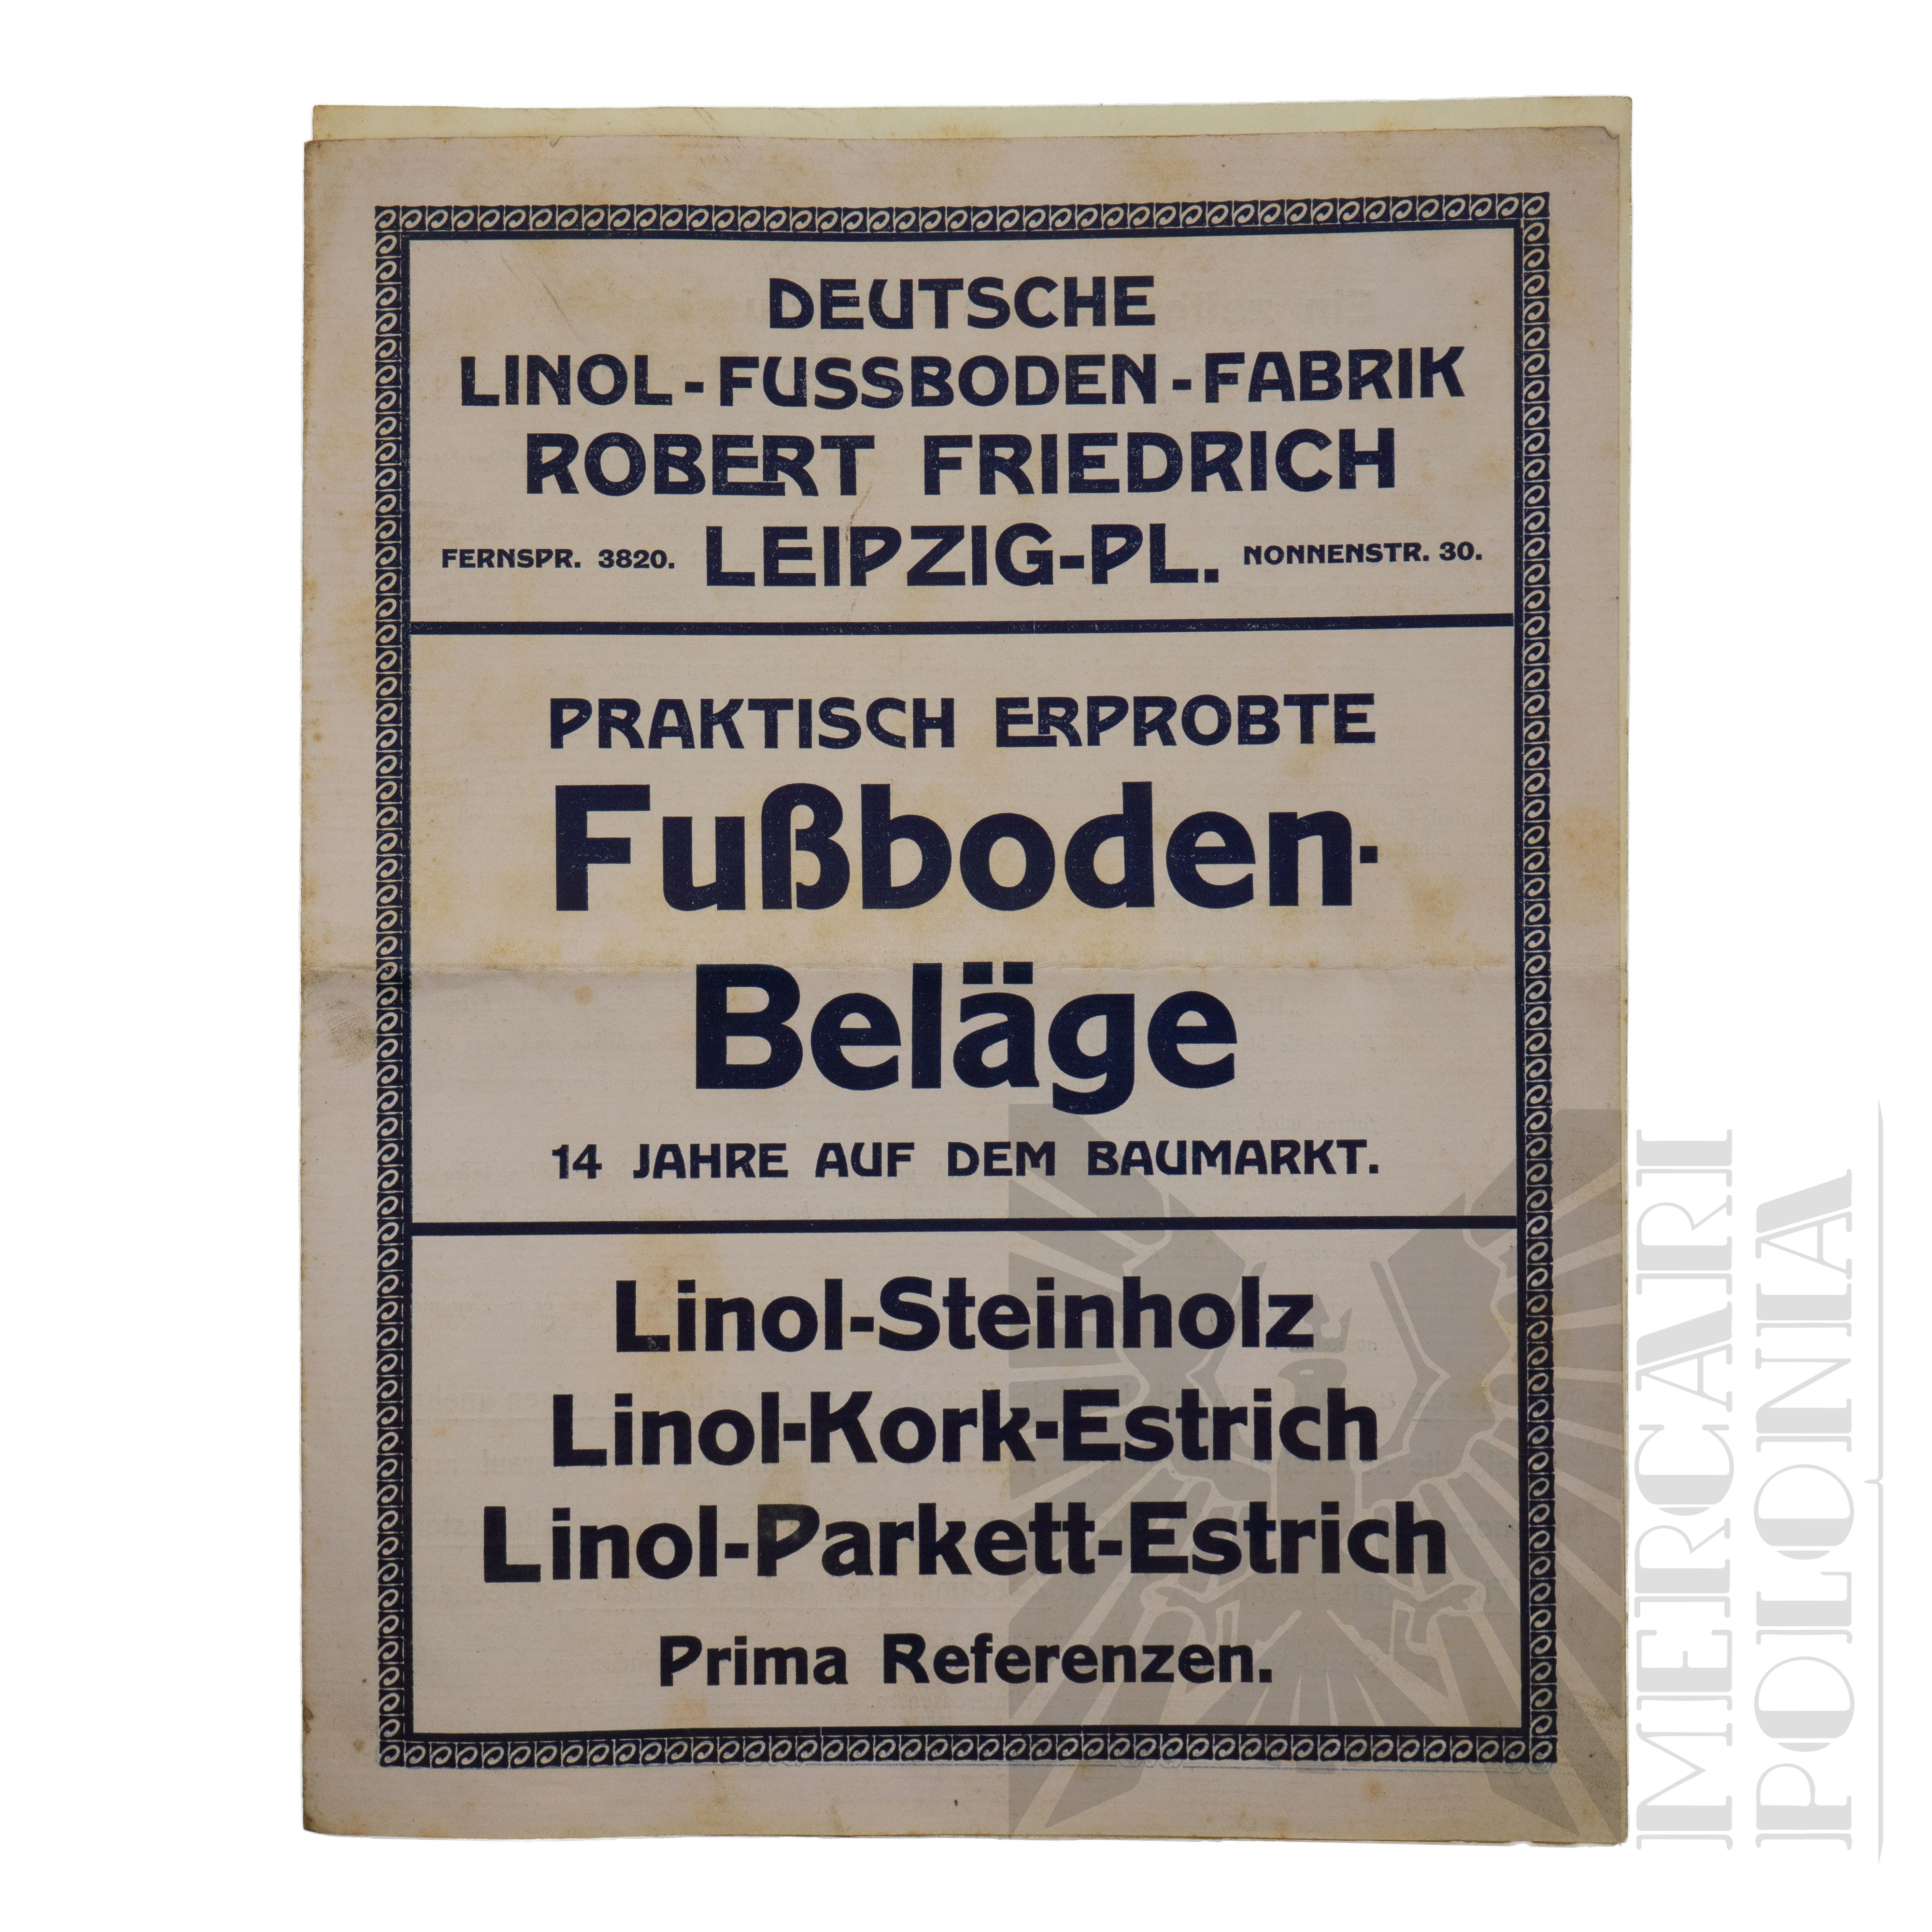 DEUTSCHE
LINOL-FUSSBODEN-FABRIK
ROBERT FRIEDRICH
FERNSPR. 3820. LEIPZIG-PL. NONNENSTR. 30.
PRAKTISCH ERPROBTE
Fußboden-
Beläge
14 JAHRE AUF DEM BAUMARKT.
Linol-Steinholz
Linol-Kork-Estrich
Linol-Parkett-Estrich
Prima Referenzen.
MERCARI
POLONIA